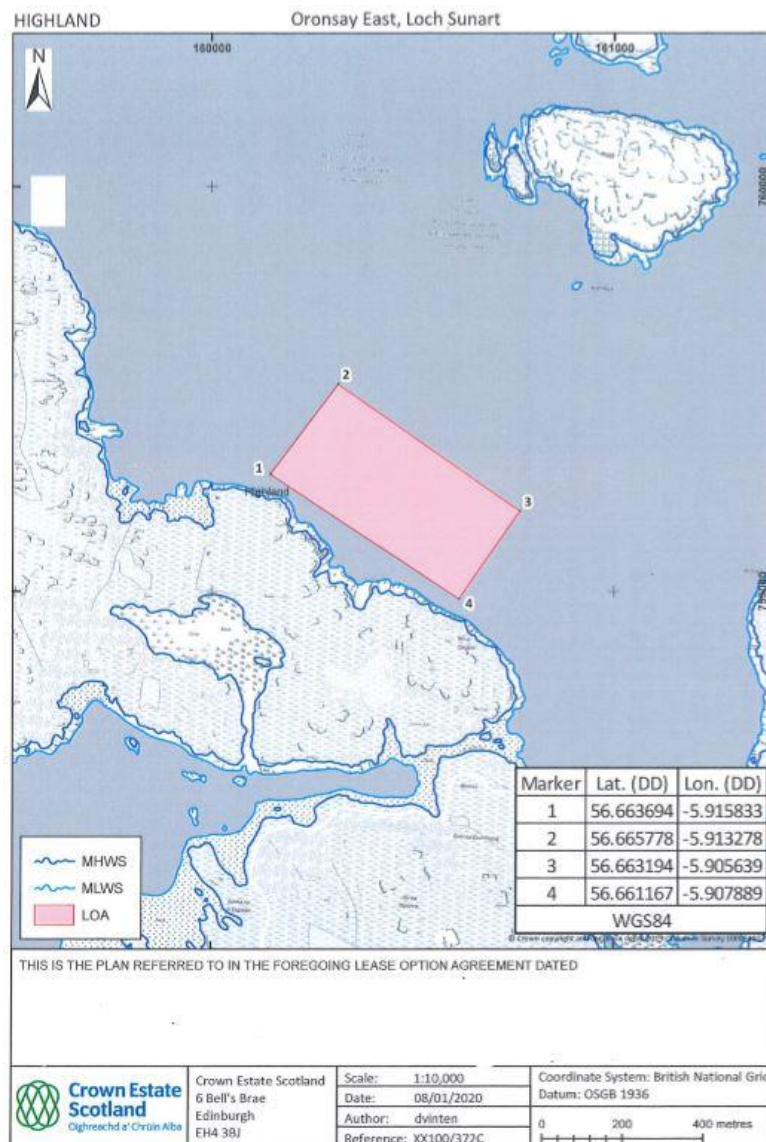 HIGHLAND
Oronsay East, Loch Sunart
160000
161000
N
760000
2
1
Highland
3
4
Marker Lat. (DD) Lon. (DD)
1 56.663694 -5.915833
2 56.665778 -5.913278
3 56.663194 -5.905639
4 56.661167 -5.907889
WGS84
MHWS
MLWS
LOA
THIS IS THE PLAN REFERRED TO IN THE FOREGOING LEASE OPTION AGREEMENT DATED
Crown Estate
Scotland
Oighreachd a' Chrùin Alba
Crown Estate Scotland
6 Bell's Brae
Edinburgh
EH4 3BJ
Scale: 1:10,000
Date: 08/01/2020
Author: dvinten
Reference: XX100/372C
Coordinate System: British National Gri
Datum: OSGB 1936
0 200 400 metres